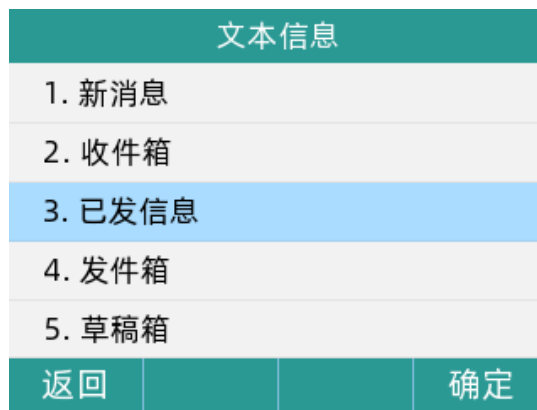 文本信息
1. 新消息
2. 收件箱
3. 已发信息
4. 发件箱
5. 草稿箱
返回 确定